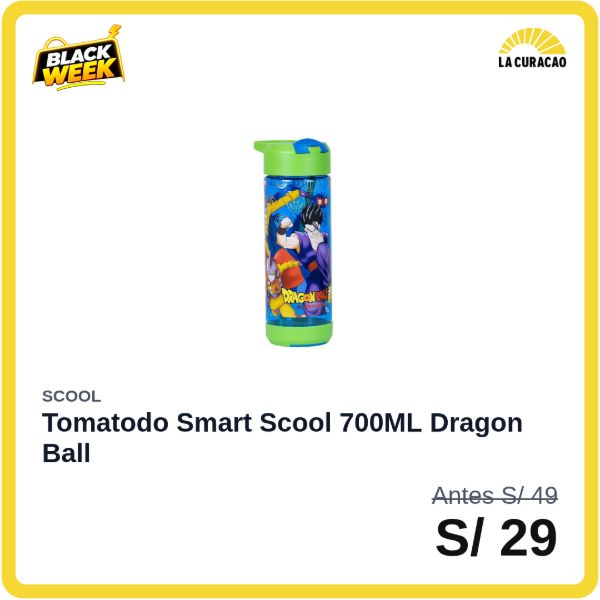 BLACK
WEEK
LA CURACAO
DRAGON BALL
SCOOL
Tomatodo Smart Scool 700ML Dragon
Ball
Antes S/ 49
S/ 29